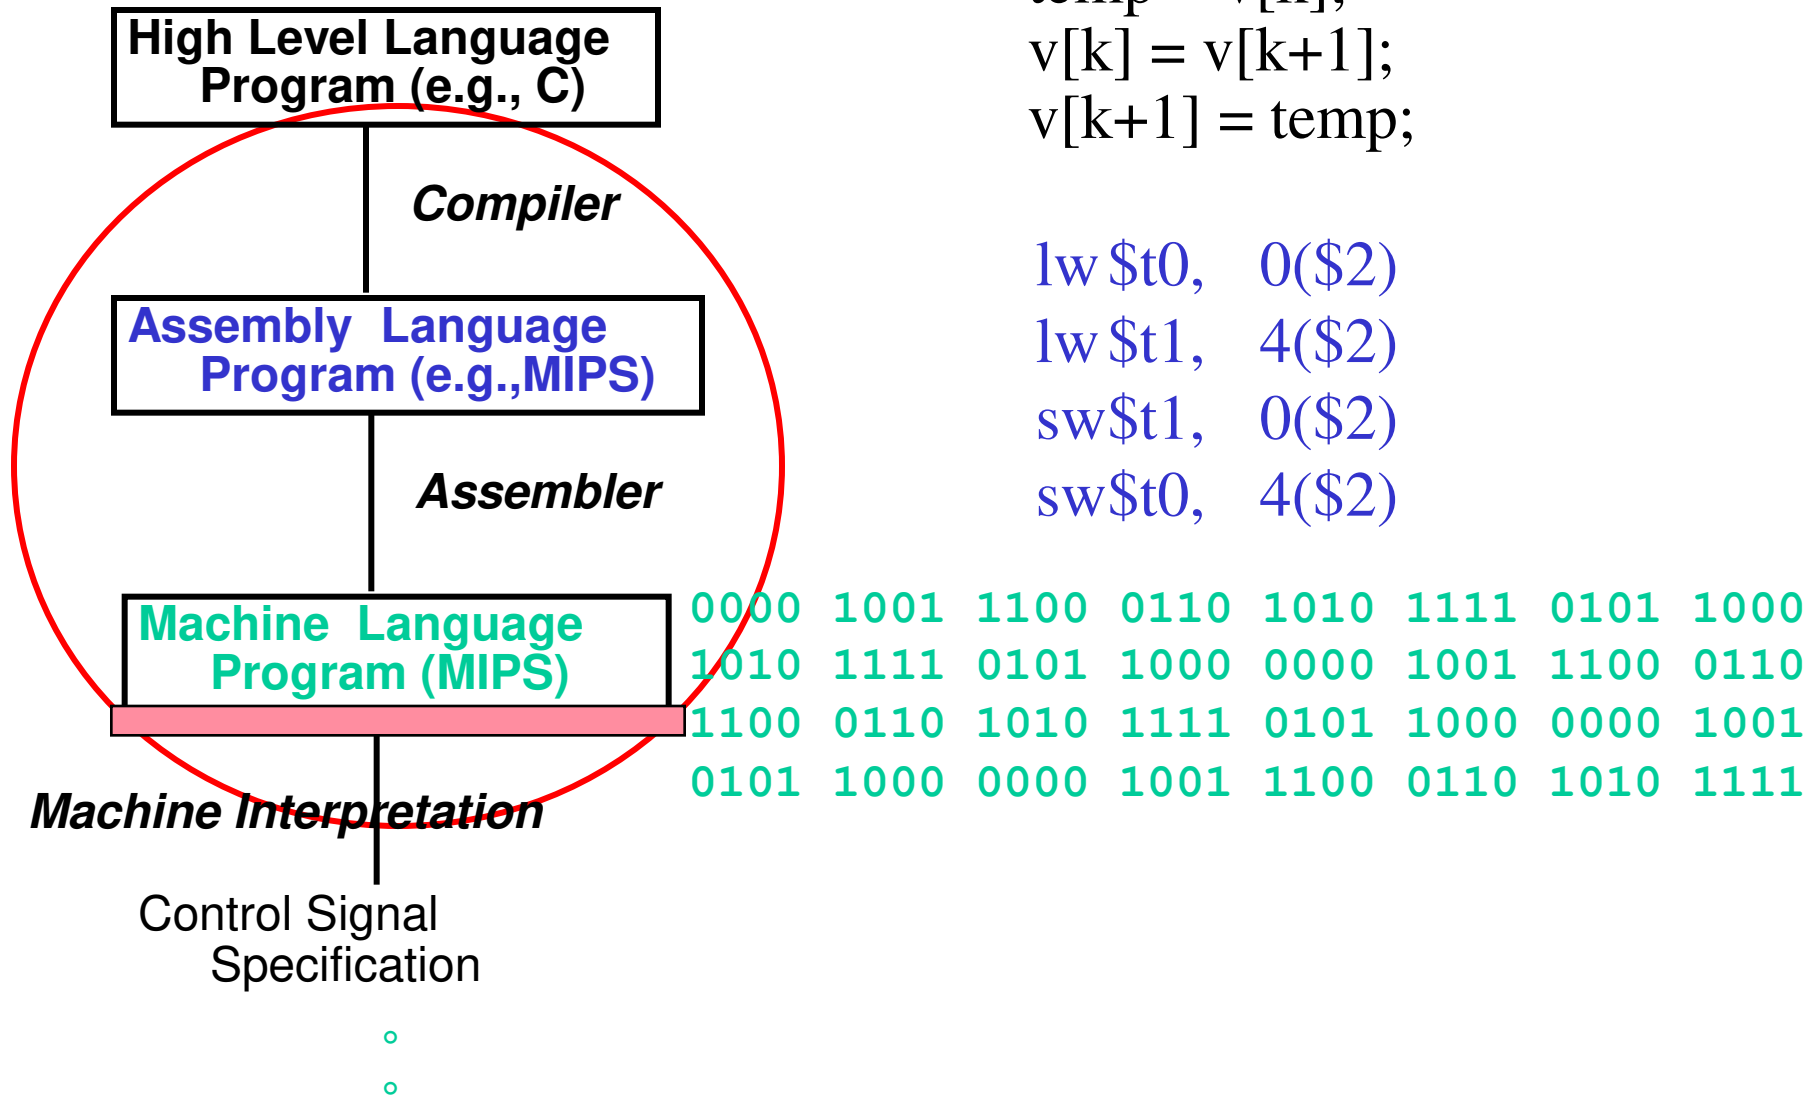 High Level Language
Program (e.g., C)
temp = v[k];
v[k] = v[k+1];
v[k+1] = temp;
Compiler
Assembly Language
Program (e.g.,MIPS)
lw $t0, 0($2)
lw $t1, 4($2)
sw$t1, 0($2)
sw$t0, 4($2)
Assembler
Machine Language
Program (MIPS)
0000 1001 1100 0110 1010 1111 0101 1000
1010 1111 0101 1000 0000 1001 1100 0110
1100 0110 1010 1111 0101 1000 0000 1001
0101 1000 0000 1001 1100 0110 1010 1111
Machine Interpretation
Control Signal
Specification